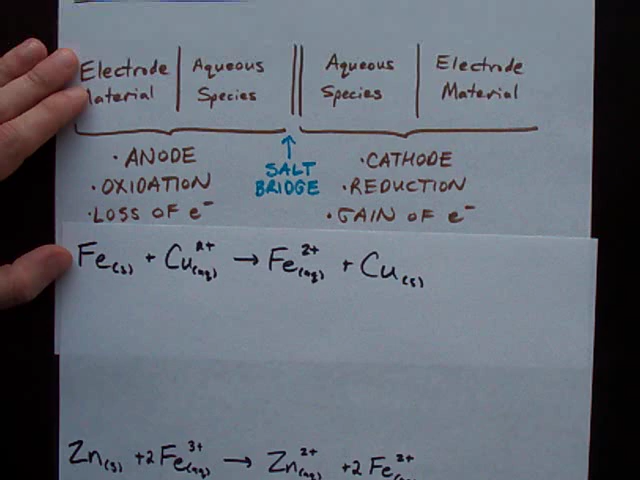 Electrode Material | Aqueous Species || Aqueous Species | Electrode Material
· ANODE
· OXIDATION
· LOSS OF e⁻
SALT BRIDGE
· CATHODE
· REDUCTION
· GAIN OF e⁻
Fe(s) + Cu²⁺(aq) → Fe²⁺(aq) + Cu(s)
Zn(s) + 2Fe³⁺(aq) → Zn²⁺(aq) + 2Fe²⁺